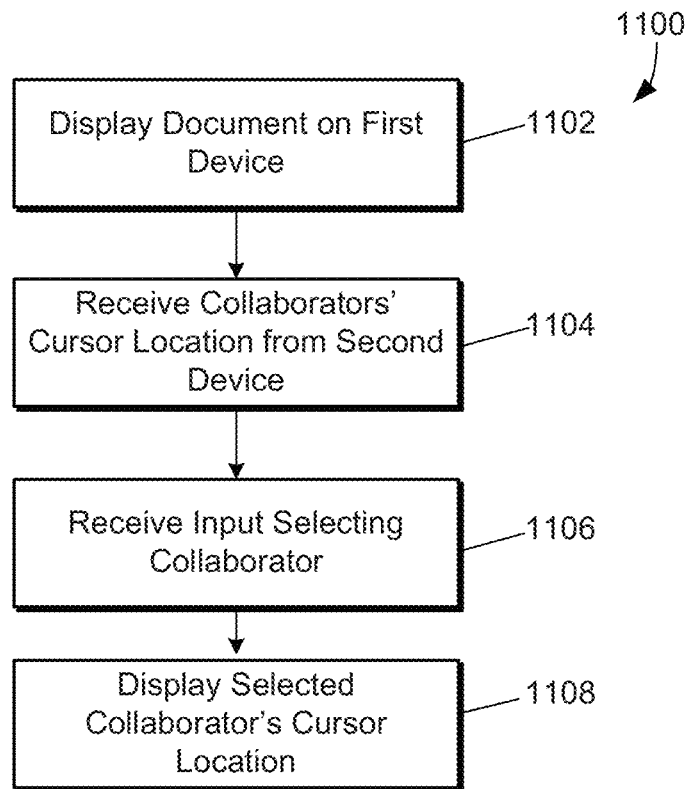 1100
Display Document on First
Device
1102
Receive Collaborators’
Cursor Location from Second
Device
1104
Receive Input Selecting
Collaborator
1106
Display Selected
Collaborator’s Cursor
Location
1108